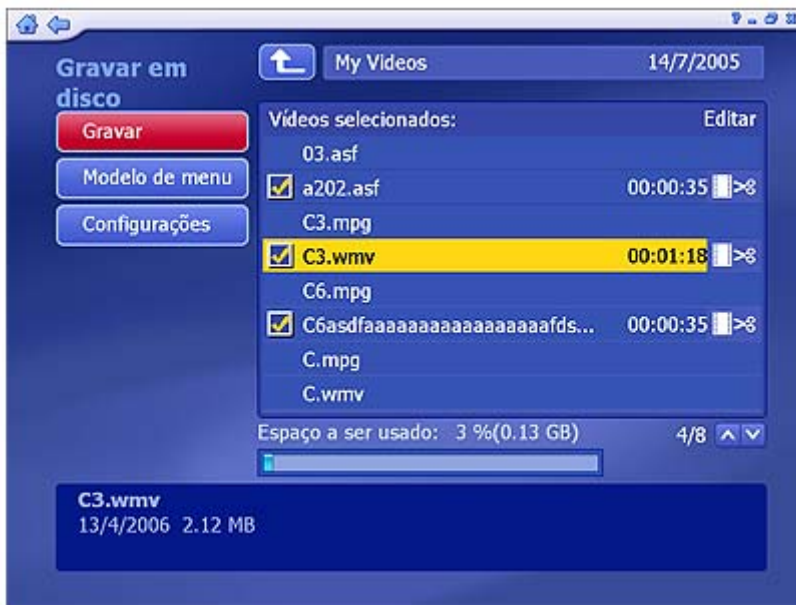 Gravar em
disco
Gravar
Modelo de menu
Configurações
My Videos 14/7/2005
Vídeos selecionados: Editar
03.asf
a202.asf 00:00:35
C3.mpg
C3.wmv 00:01:18
C6.mpg
C6asdfaaaaaaaaaaaaaaaaafds... 00:00:35
C.mpg
C.wmv
Espaço a ser usado: 3 %(0.13 GB) 4/8
C3.wmv
13/4/2006 2.12 MB